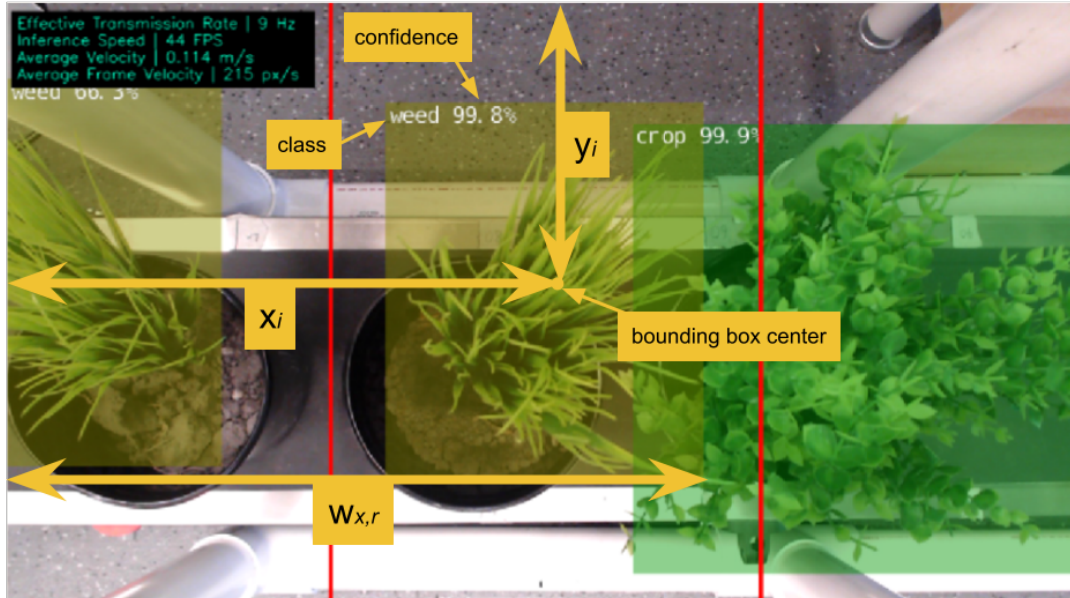 Effective Transmission Rate | 9 Hz
Inference Speed | 44 FPS
Average Velocity | 0.114 m/s
Average Frame Velocity | 215 px/s
weed 66.3%
confidence
weed 99.8%
class
yi
crop 99.9%
xi
bounding box center
wx,r